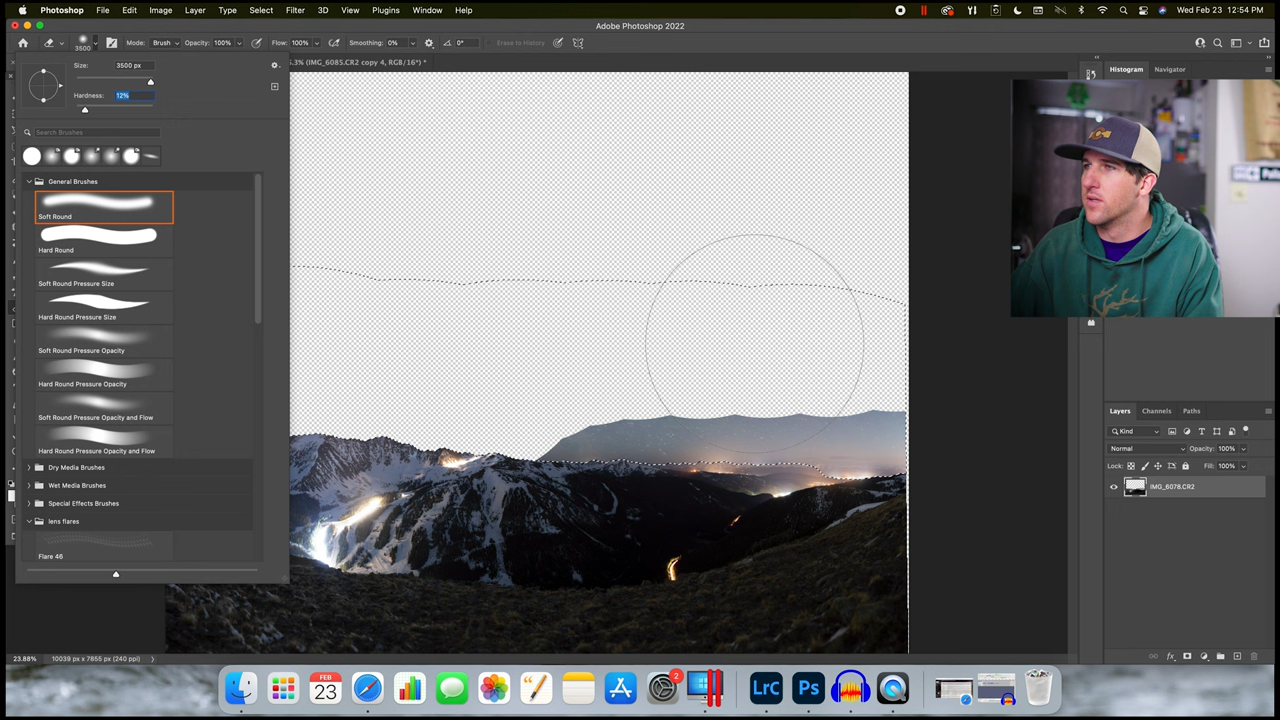 Photoshop File Edit Image Layer Type Select Filter 3D View Plugins Window Help Wed Feb 23 12:54 PM
Adobe Photoshop 2022
3500 Mode: Brush Opacity: 100% Flow: 100% Smoothing: 0% 0° Erase to History
5.3% (IMG_6085.CR2 copy 4, RGB/16*) *
Histogram Navigator
Size: 3500 px
Hardness: 12%
Search Brushes
General Brushes
Soft Round
Hard Round
Soft Round Pressure Size
Hard Round Pressure Size
Soft Round Pressure Opacity
Hard Round Pressure Opacity
Soft Round Pressure Opacity and Flow
Hard Round Pressure Opacity and Flow
Dry Media Brushes
Wet Media Brushes
Special Effects Brushes
lens flares
Flare 46
Layers Channels Paths
Kind
Normal Opacity: 100%
Lock: Fill: 100%
IMG_6078.CR2
fx
23.88% 10039 px x 7855 px (240 ppi)
FEB
23
2
LrC
Ps